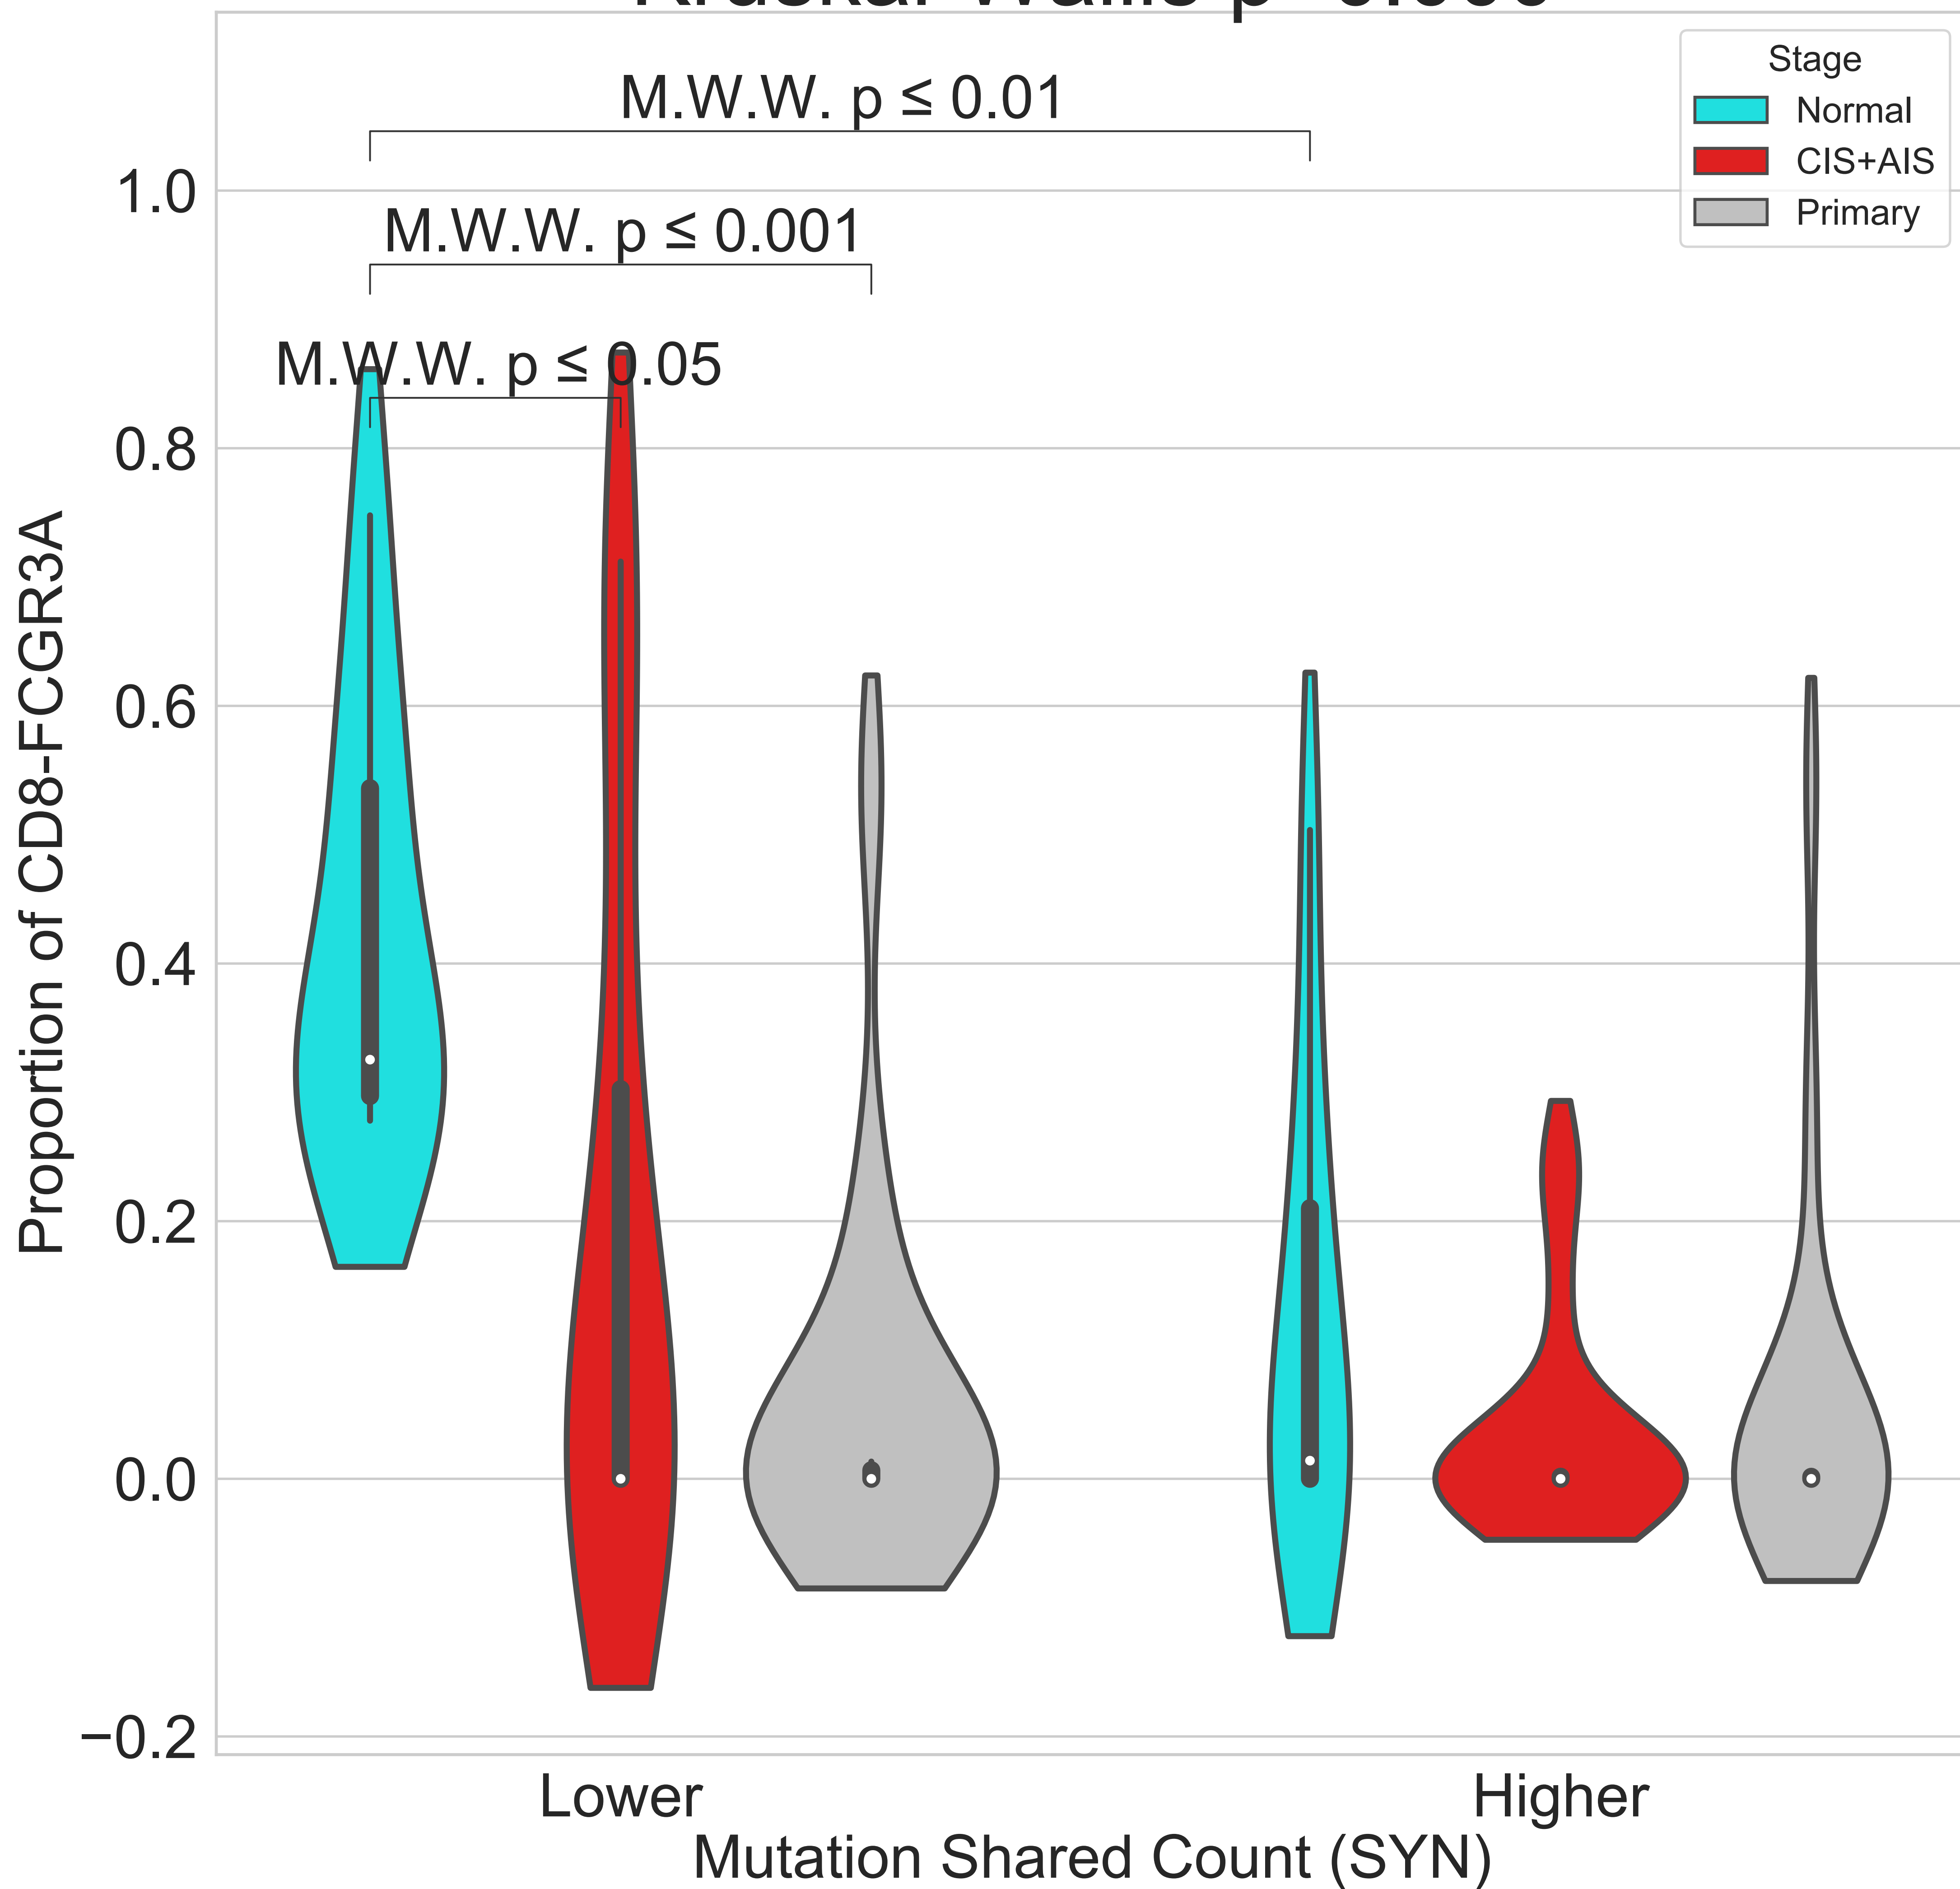 Stage
Normal
CIS+AIS
Primary
M.W.W. p ≤ 0.01
M.W.W. p ≤ 0.001
M.W.W. p ≤ 0.05
1.0
0.8
0.6
0.4
0.2
0.0
−0.2
Proportion of CD8-FCGR3A
Lower
Higher
Mutation Shared Count (SYN)